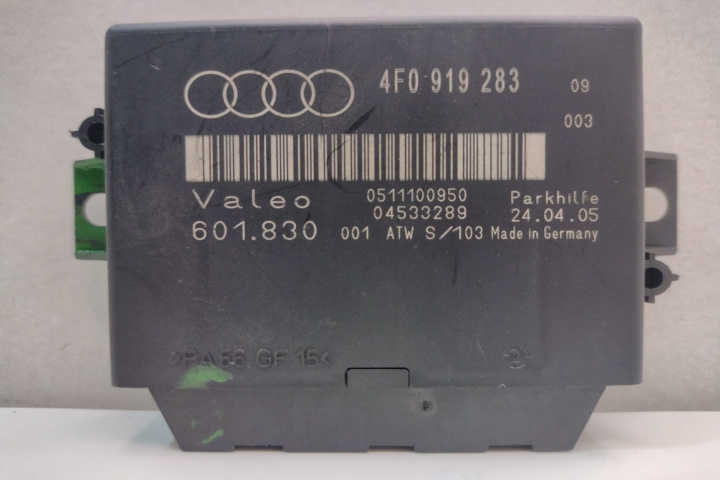 4F0 919 283 09
003
Valeo 0511100950 Parkhilfe
04533289 24.04.05
601.830 001 ATW S/103 Made in Germany
>PA66 GF 15<